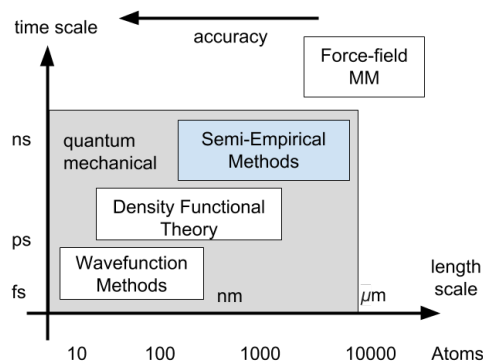 time scale
accuracy
Force-field
MM
ns
quantum
mechanical
Semi-Empirical
Methods
Density Functional
Theory
ps
Wavefunction
Methods
length
scale
fs
nm
μm
10 100 1000 10000 Atoms